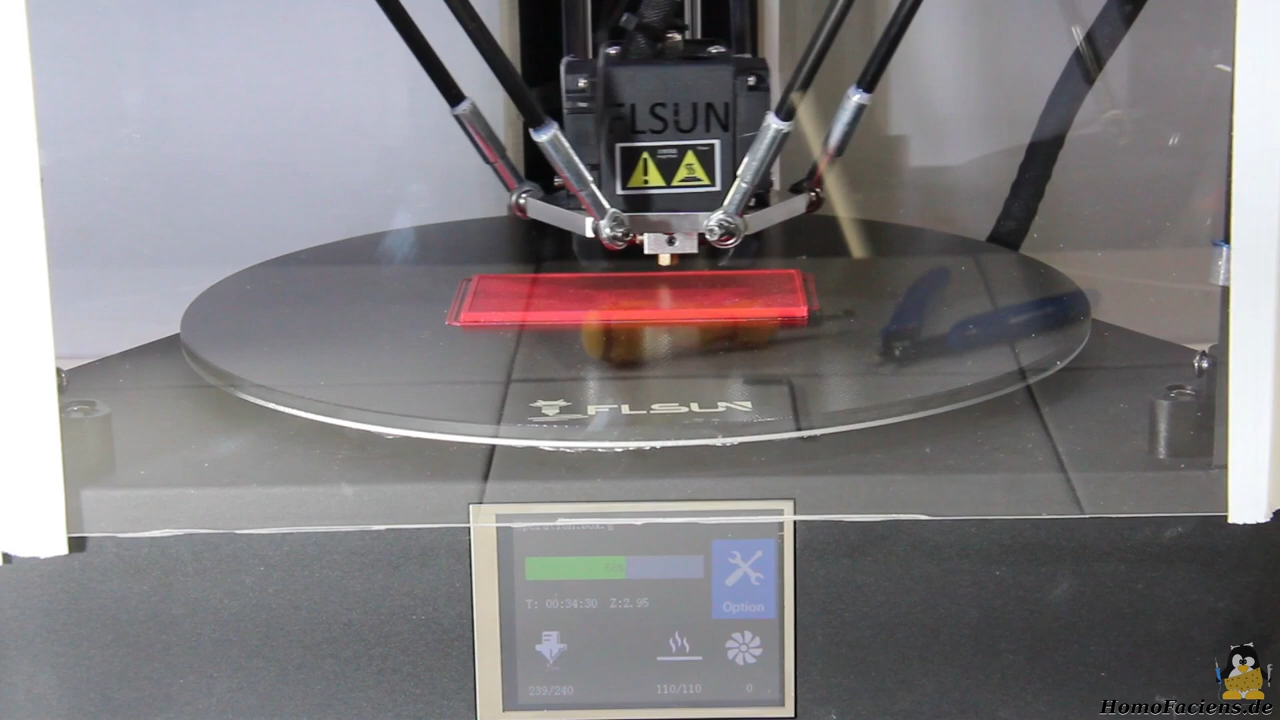 FLSUN
FLSUN
T: 00:34:30 Z:2.95
Option
239/240
110/110
0
HomoFaciens.de